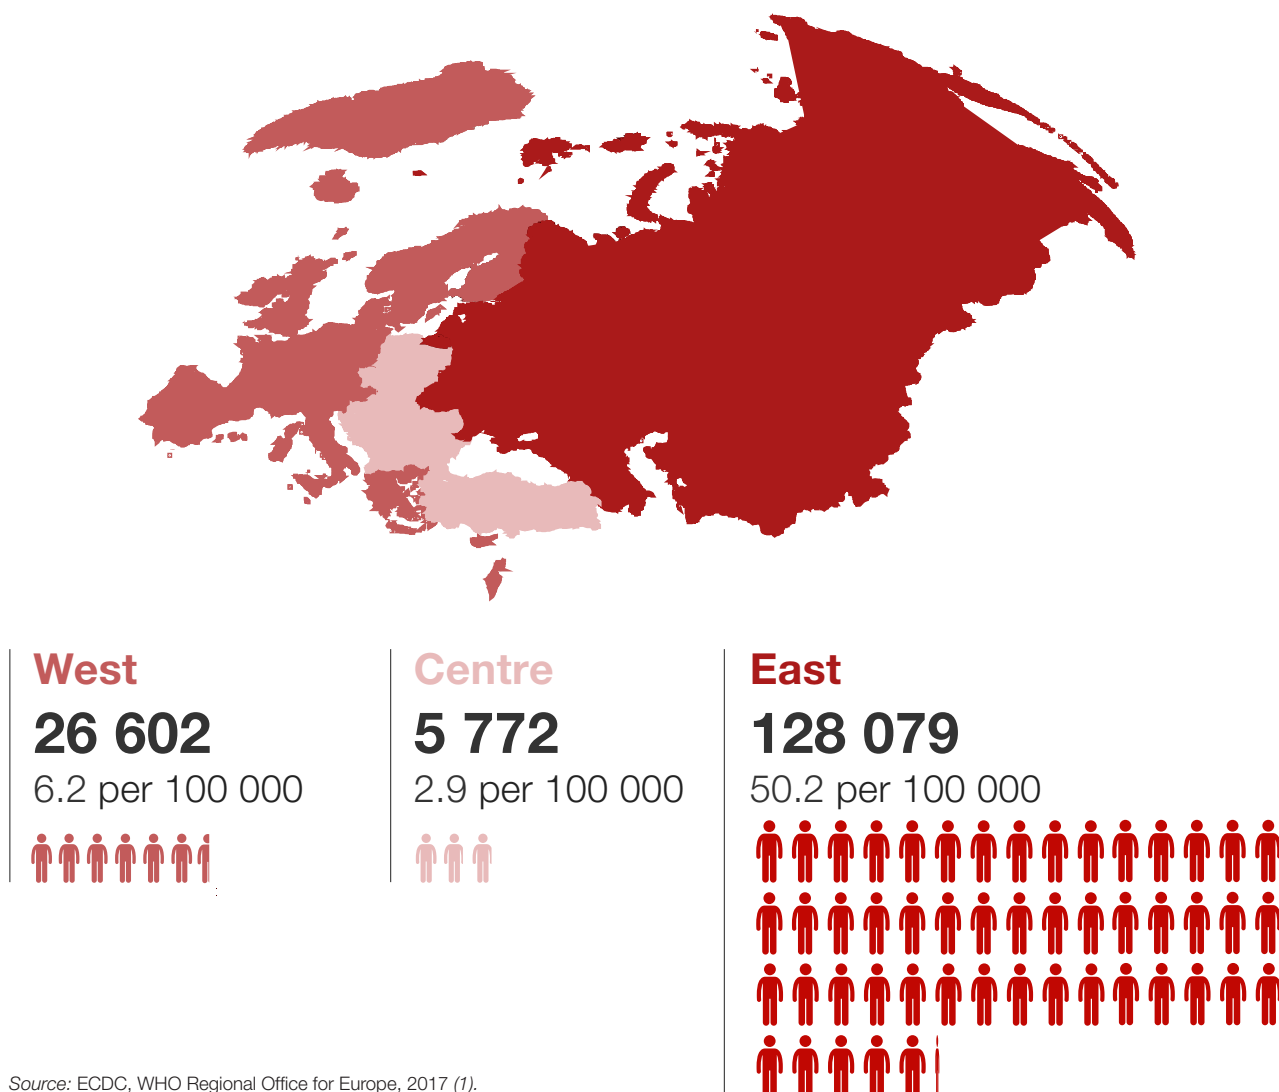 West
26 602
6.2 per 100 000
Centre
5 772
2.9 per 100 000
East
128 079
50.2 per 100 000
Source: ECDC, WHO Regional Office for Europe, 2017 (1).